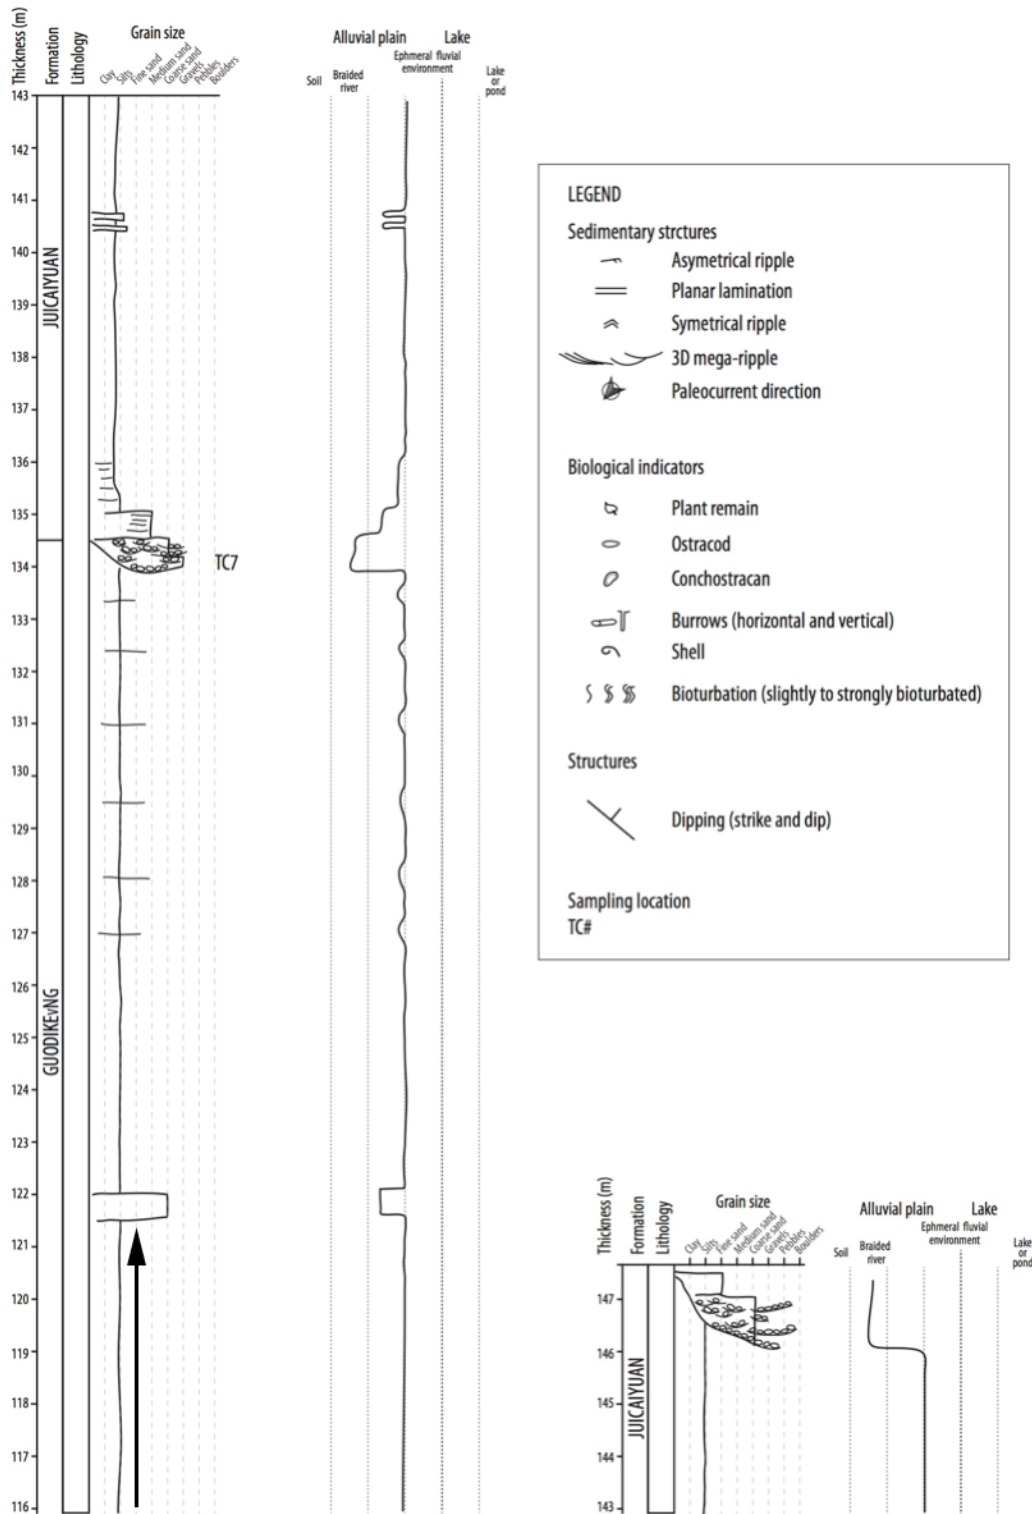 Thickness (m)
Formation
Lithology
Grain size
Clay
Silts
Fine sand
Medium sand
Coarse sand
Gravels
Pebbles
Boulders
Alluvial plain
Lake
Soil
Braided
river
Ephmeral fluvial
environment
Lake
or
pond
143
142
141
140
139
138
137
136
135
134
133
132
131
130
129
128
127
126
125
124
123
122
121
120
119
118
117
116
JUICAIYUAN
GUODIKEvNG
TC7
LEGEND
Sedimentary strctures
Asymetrical ripple
Planar lamination
Symetrical ripple
3D mega-ripple
Paleocurrent direction
Biological indicators
Plant remain
Ostracod
Conchostracan
Burrows (horizontal and vertical)
Shell
Bioturbation (slightly to strongly bioturbated)
Structures
Dipping (strike and dip)
Sampling location
TC#
Thickness (m)
Formation
Lithology
Grain size
Clay
Silts
Fine sand
Medium sand
Coarse sand
Gravels
Pebbles
Boulders
Alluvial plain
Lake
Soil
Braided
river
Ephmeral fluvial
environment
Lake
or
pond
147
146
145
144
143
JUICAIYUAN